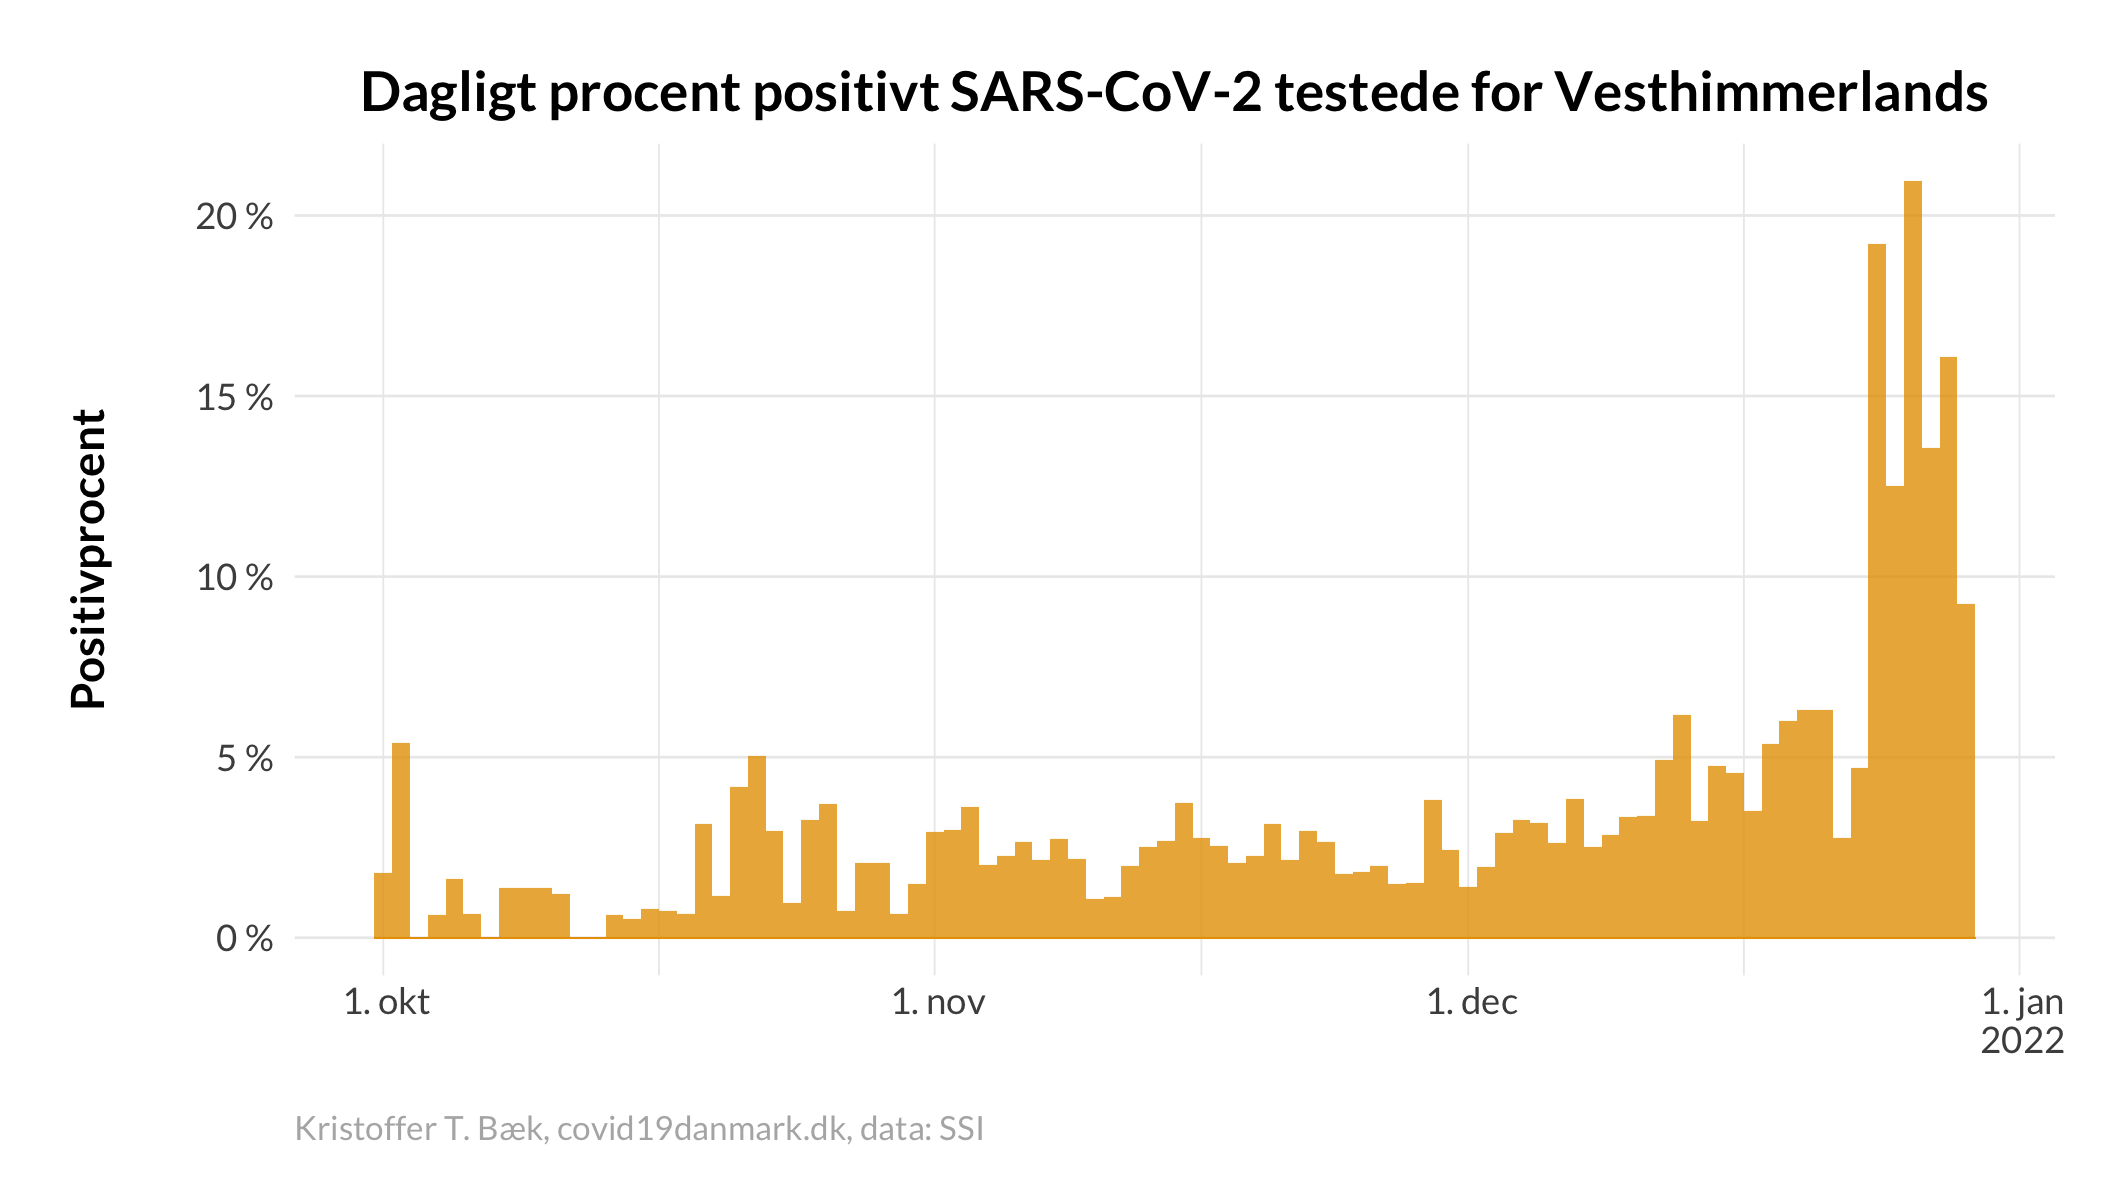 Dagligt procent positivt SARS-CoV-2 testede for Vesthimmerlands
Positivprocent
20 %
15 %
10 %
5 %
0 %
1. okt
1. nov
1. dec
1. jan
2022
Kristoffer T. Bæk, covid19danmark.dk, data: SSI